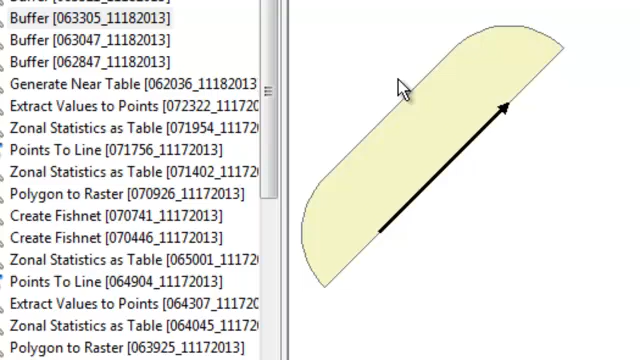 Buffer [063305_11182013]
Buffer [063047_11182013]
Buffer [062847_11182013]
Generate Near Table [062036_11182013
Extract Values to Points [072322_111720
Zonal Statistics as Table [071954_11172
Points To Line [071756_11172013]
Zonal Statistics as Table [071402_11172
Polygon to Raster [070926_11172013]
Create Fishnet [070741_11172013]
Create Fishnet [070446_11172013]
Zonal Statistics as Table [065001_11172
Points To Line [064904_11172013]
Extract Values to Points [064307_111720
Zonal Statistics as Table [064045_11172
Polygon to Raster [063925_11172013]